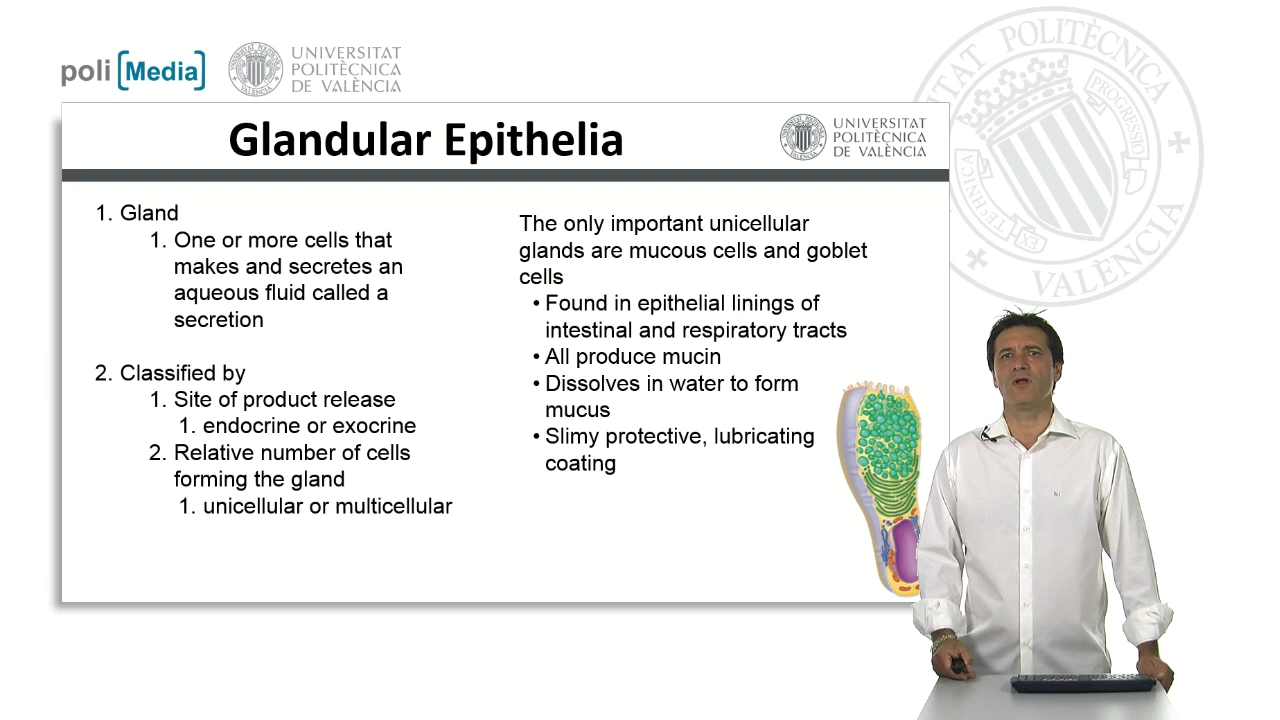 poli [Media]
UNIVERSITAT
POLITÈCNICA
DE VALÈNCIA
Glandular Epithelia
UNIVERSITAT
POLITÈCNICA
DE VALÈNCIA
1. Gland
1. One or more cells that
makes and secretes an
aqueous fluid called a
secretion
2. Classified by
1. Site of product release
1. endocrine or exocrine
2. Relative number of cells
forming the gland
1. unicellular or multicellular
The only important unicellular
glands are mucous cells and goblet
cells
• Found in epithelial linings of
intestinal and respiratory tracts
• All produce mucin
• Dissolves in water to form
mucus
• Slimy protective, lubricating
coating
POLITÈCNICA
VALÈNCIA
PROGRESSIO